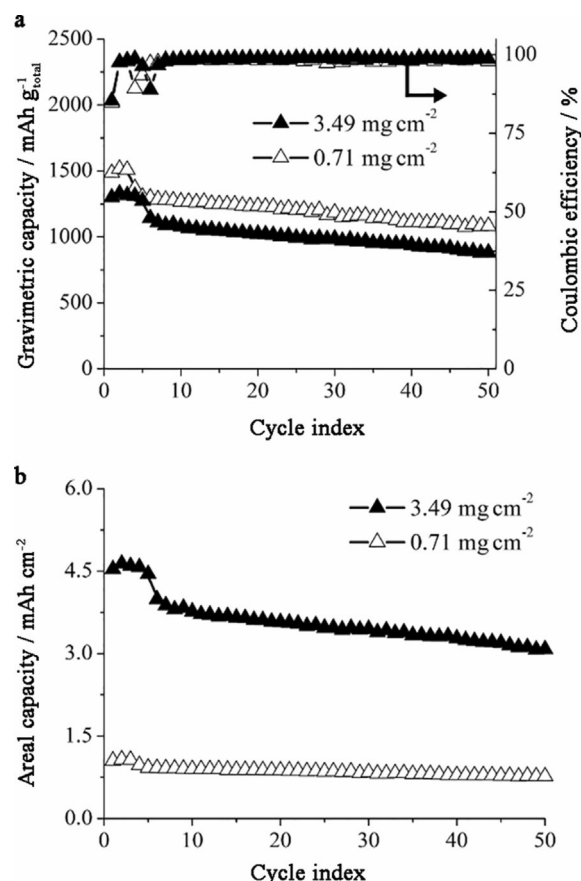 a
2500
2000
1500
1000
500
0
Gravimetric capacity / mAh g⁻¹total
100
75
50
25
0
Coulombic efficiency / %
3.49 mg cm⁻²
0.71 mg cm⁻²
0 10 20 30 40 50
Cycle index
b
6.0
4.5
3.0
1.5
0.0
Areal capacity / mAh cm⁻²
3.49 mg cm⁻²
0.71 mg cm⁻²
0 10 20 30 40 50
Cycle index